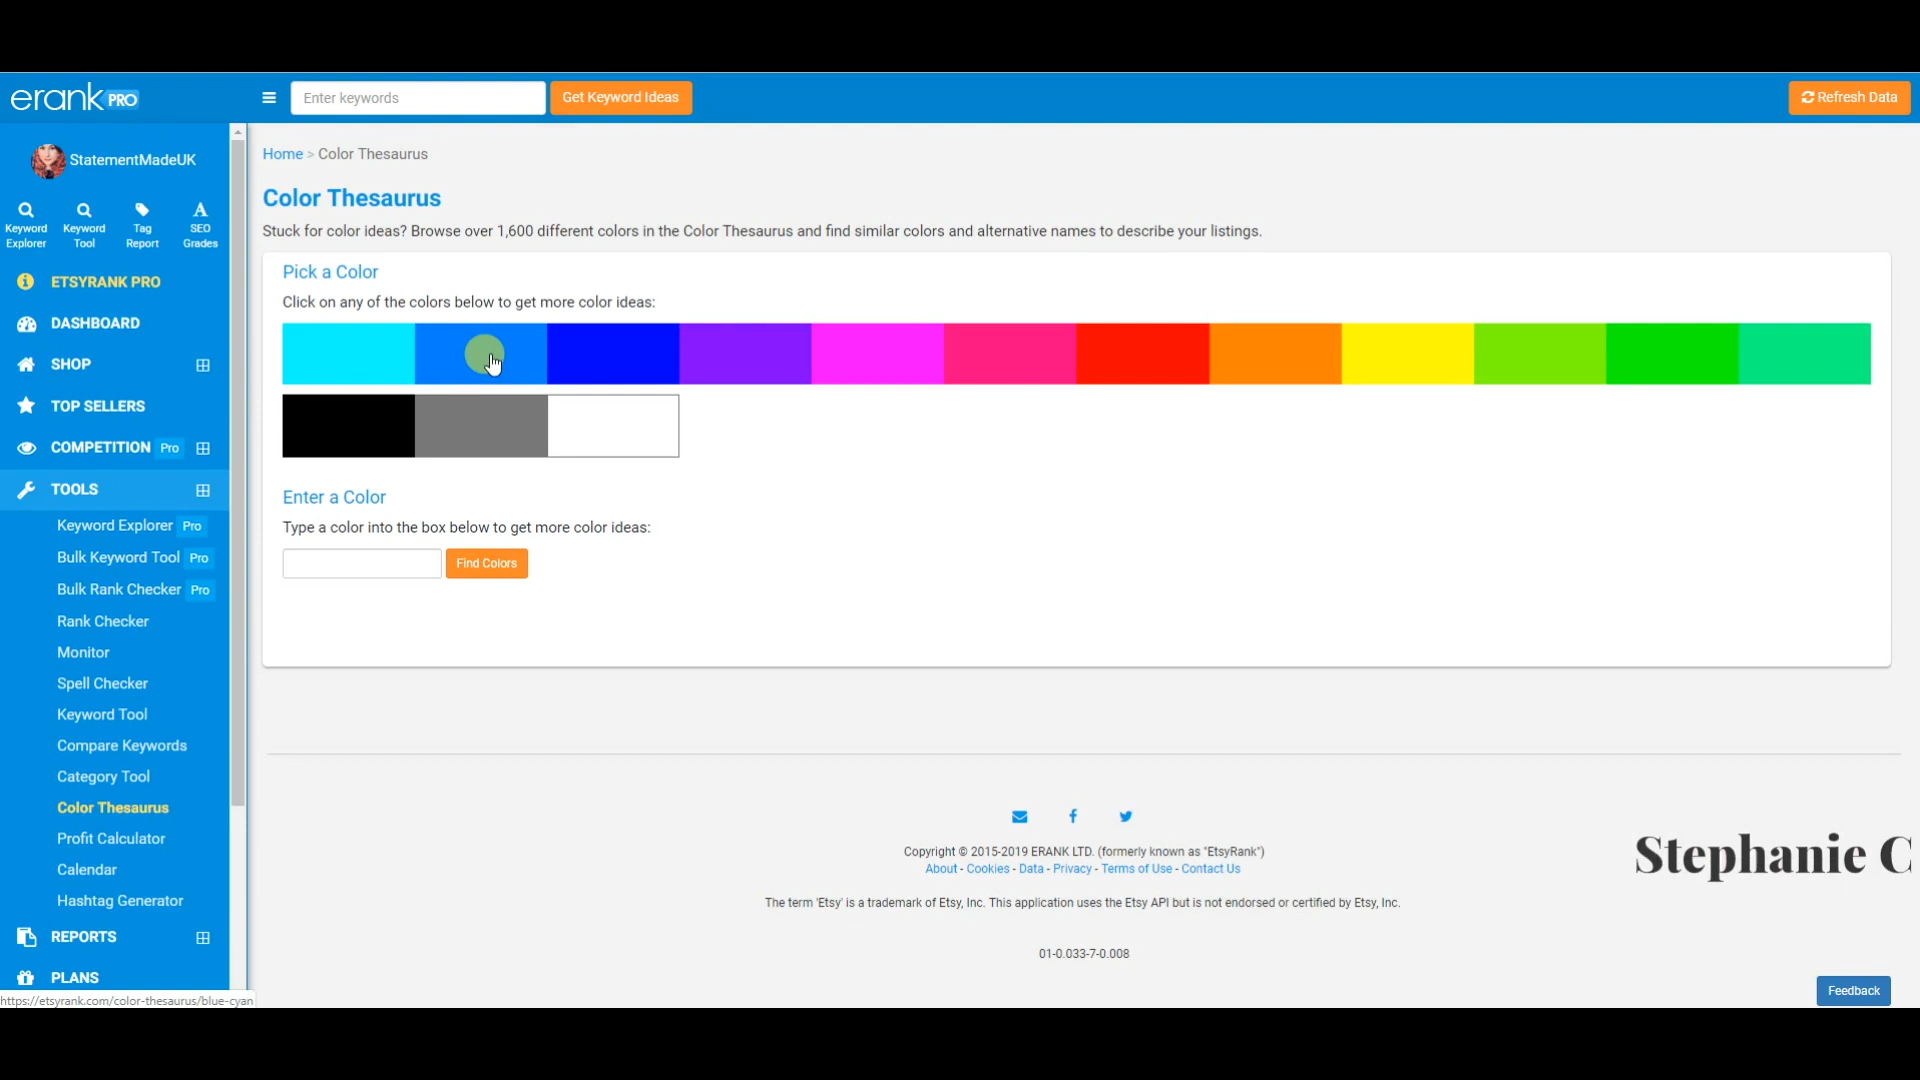 erank PRO
Enter keywords
Get Keyword Ideas
Refresh Data
StatementMadeUK
Home > Color Thesaurus
Color Thesaurus
Keyword Explorer
Keyword Tool
Tag Report
A
SEO Grades
Stuck for color ideas? Browse over 1,600 different colors in the Color Thesaurus and find similar colors and alternative names to describe your listings.
ETSYRANK PRO
DASHBOARD
SHOP
TOP SELLERS
COMPETITION Pro
TOOLS
Keyword Explorer Pro
Bulk Keyword Tool Pro
Bulk Rank Checker Pro
Rank Checker
Monitor
Spell Checker
Keyword Tool
Compare Keywords
Category Tool
Color Thesaurus
Profit Calculator
Calendar
Hashtag Generator
REPORTS
PLANS
https://etsyrank.com/color-thesaurus/blue-cyan
Pick a Color
Click on any of the colors below to get more color ideas:
Enter a Color
Type a color into the box below to get more color ideas:
Find Colors
Copyright © 2015-2019 ERANK LTD. (formerly known as "EtsyRank")
About - Cookies - Data - Privacy - Terms of Use - Contact Us
The term 'Etsy' is a trademark of Etsy, Inc. This application uses the Etsy API but is not endorsed or certified by Etsy, Inc.
01-0.033-7-0.008
Stephanie C
Feedback